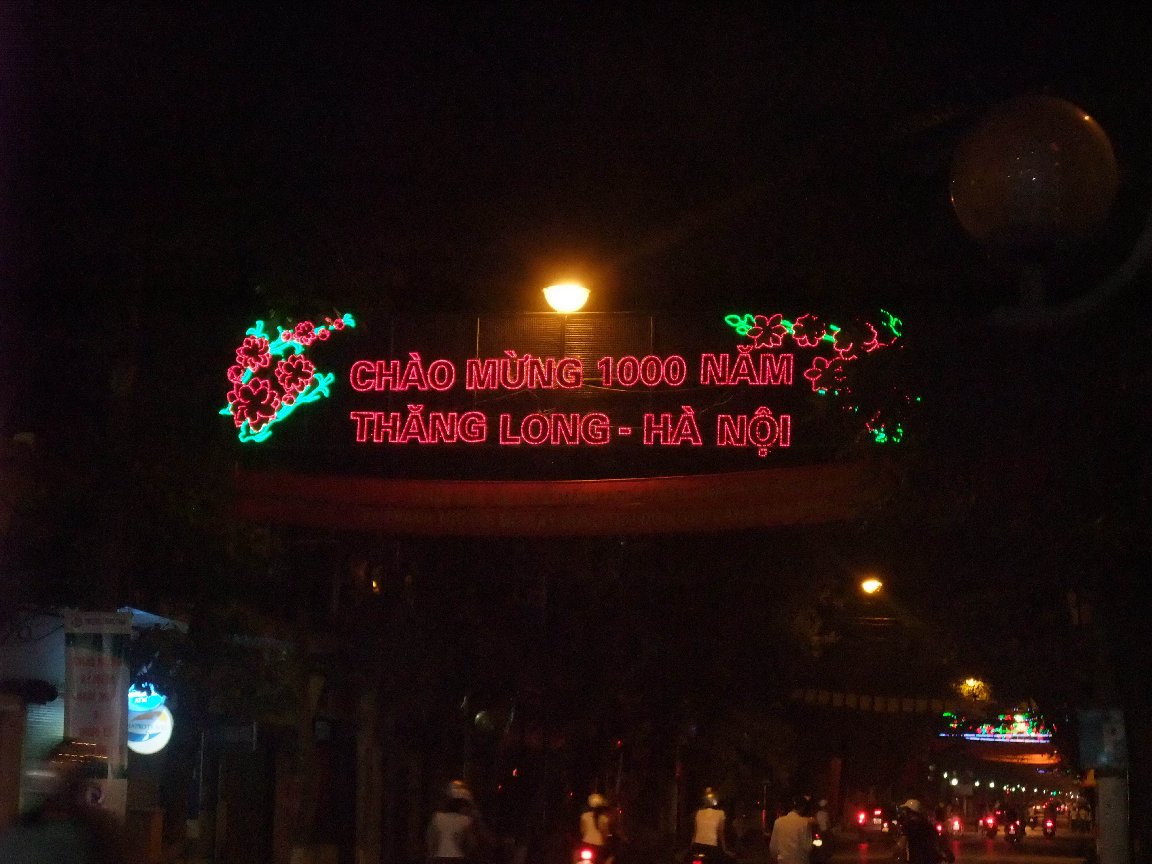 CHÀO MỪNG 1000 NĂM
THĂNG LONG - HÀ NỘI